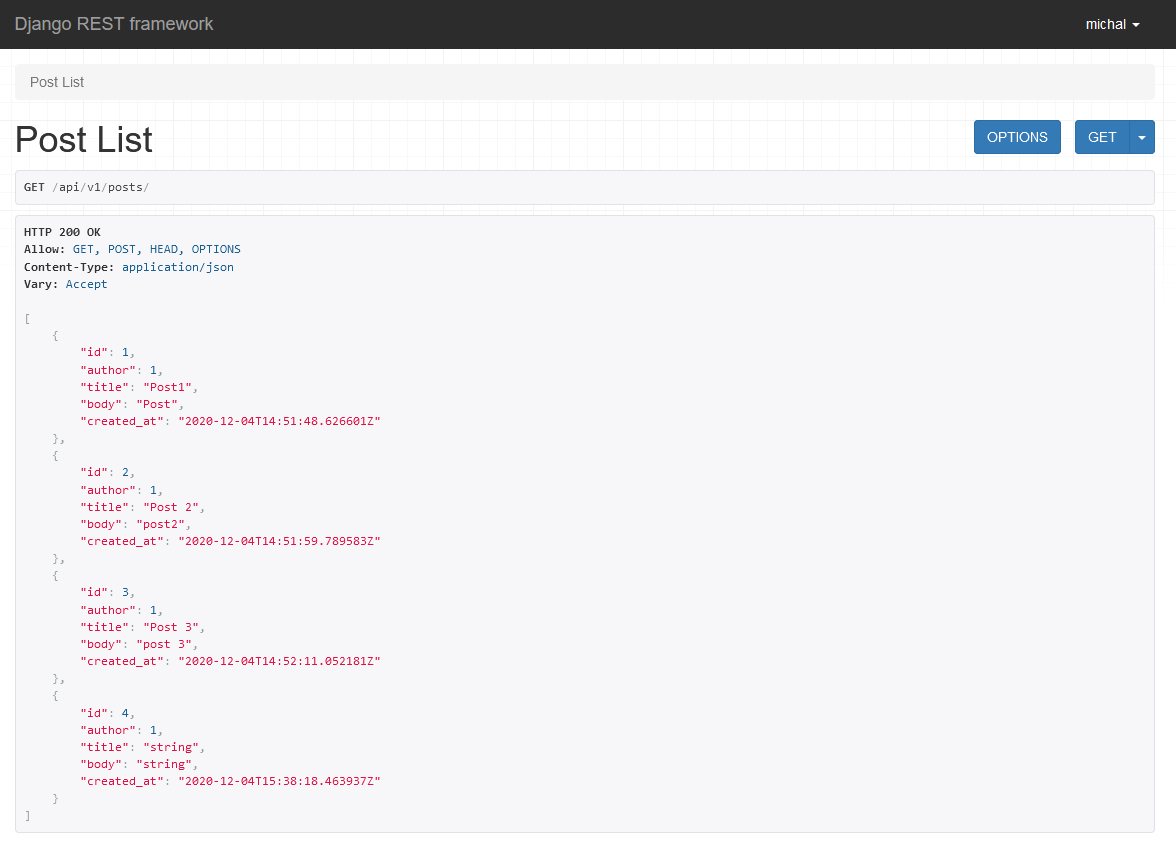 Django REST framework
michal
Post List
Post List
OPTIONS
GET
GET /api/v1/posts/
HTTP 200 OK
Allow: GET, POST, HEAD, OPTIONS
Content-Type: application/json
Vary: Accept
[
    {
        "id": 1,
        "author": 1,
        "title": "Post1",
        "body": "Post",
        "created_at": "2020-12-04T14:51:48.626601Z"
    },
    {
        "id": 2,
        "author": 1,
        "title": "Post 2",
        "body": "post2",
        "created_at": "2020-12-04T14:51:59.789583Z"
    },
    {
        "id": 3,
        "author": 1,
        "title": "Post 3",
        "body": "post 3",
        "created_at": "2020-12-04T14:52:11.052181Z"
    },
    {
        "id": 4,
        "author": 1,
        "title": "string",
        "body": "string",
        "created_at": "2020-12-04T15:38:18.463937Z"
    }
]